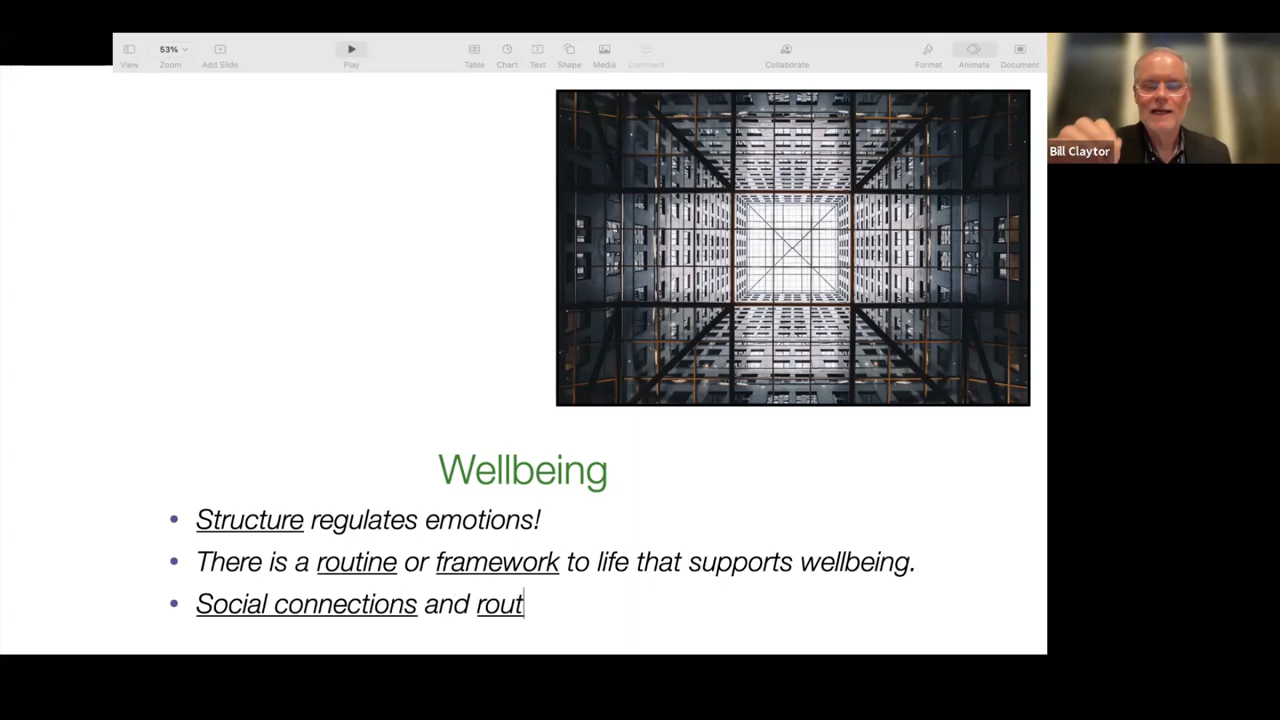 53%
View
Zoom
Add Slide
Play
Table
Chart
Text
Shape
Media
Comment
Collaborate
Format
Animate
Document
Bill Claytor
Wellbeing
• Structure regulates emotions!
• There is a routine or framework to life that supports wellbeing.
• Social connections and rout